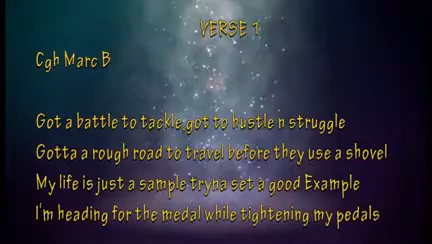 VERSE 1
Cgh Marc B
Got a battle to tackle,got to hustle n struggle
Gotta a rough road to travel before they use a shovel
My life is just a sample tryna set a good Example
I'm heading for the medal while tightening my pedals